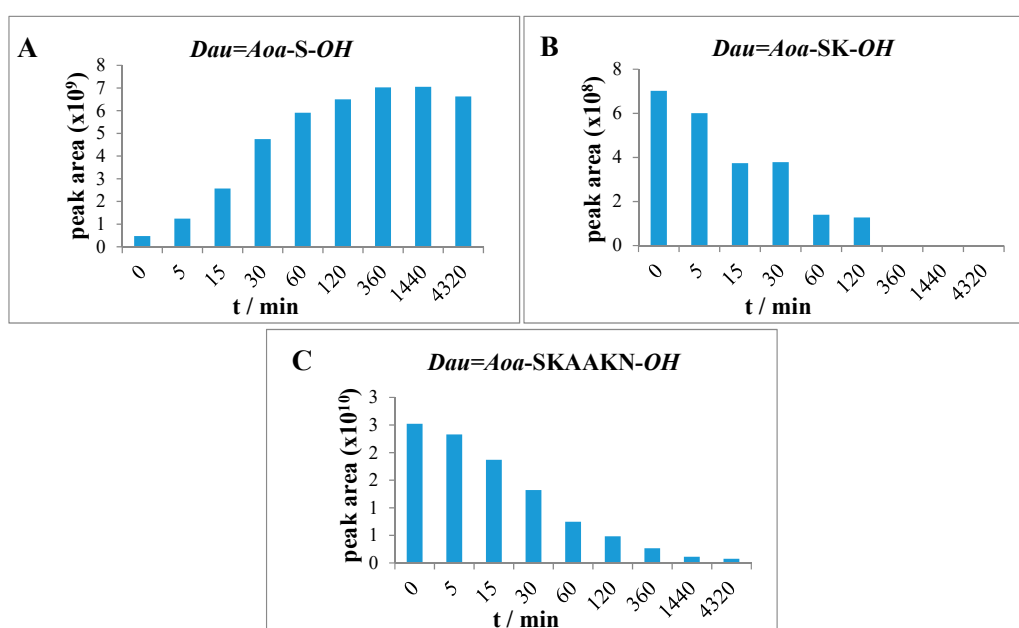 A
Dau=Aoa-S-OH
peak area (x10⁹)
8
7
6
5
4
3
2
1
0
0 5 15 30 60 120 360 1440 4320
t / min
B
Dau=Aoa-SK-OH
peak area (x10⁸)
8
6
4
2
0
0 5 15 30 60 120 360 1440 4320
t / min
C
Dau=Aoa-SKAAKN-OH
peak area (x10¹⁰)
3
3
2
2
1
1
0
0 5 15 30 60 120 360 1440 4320
t / min